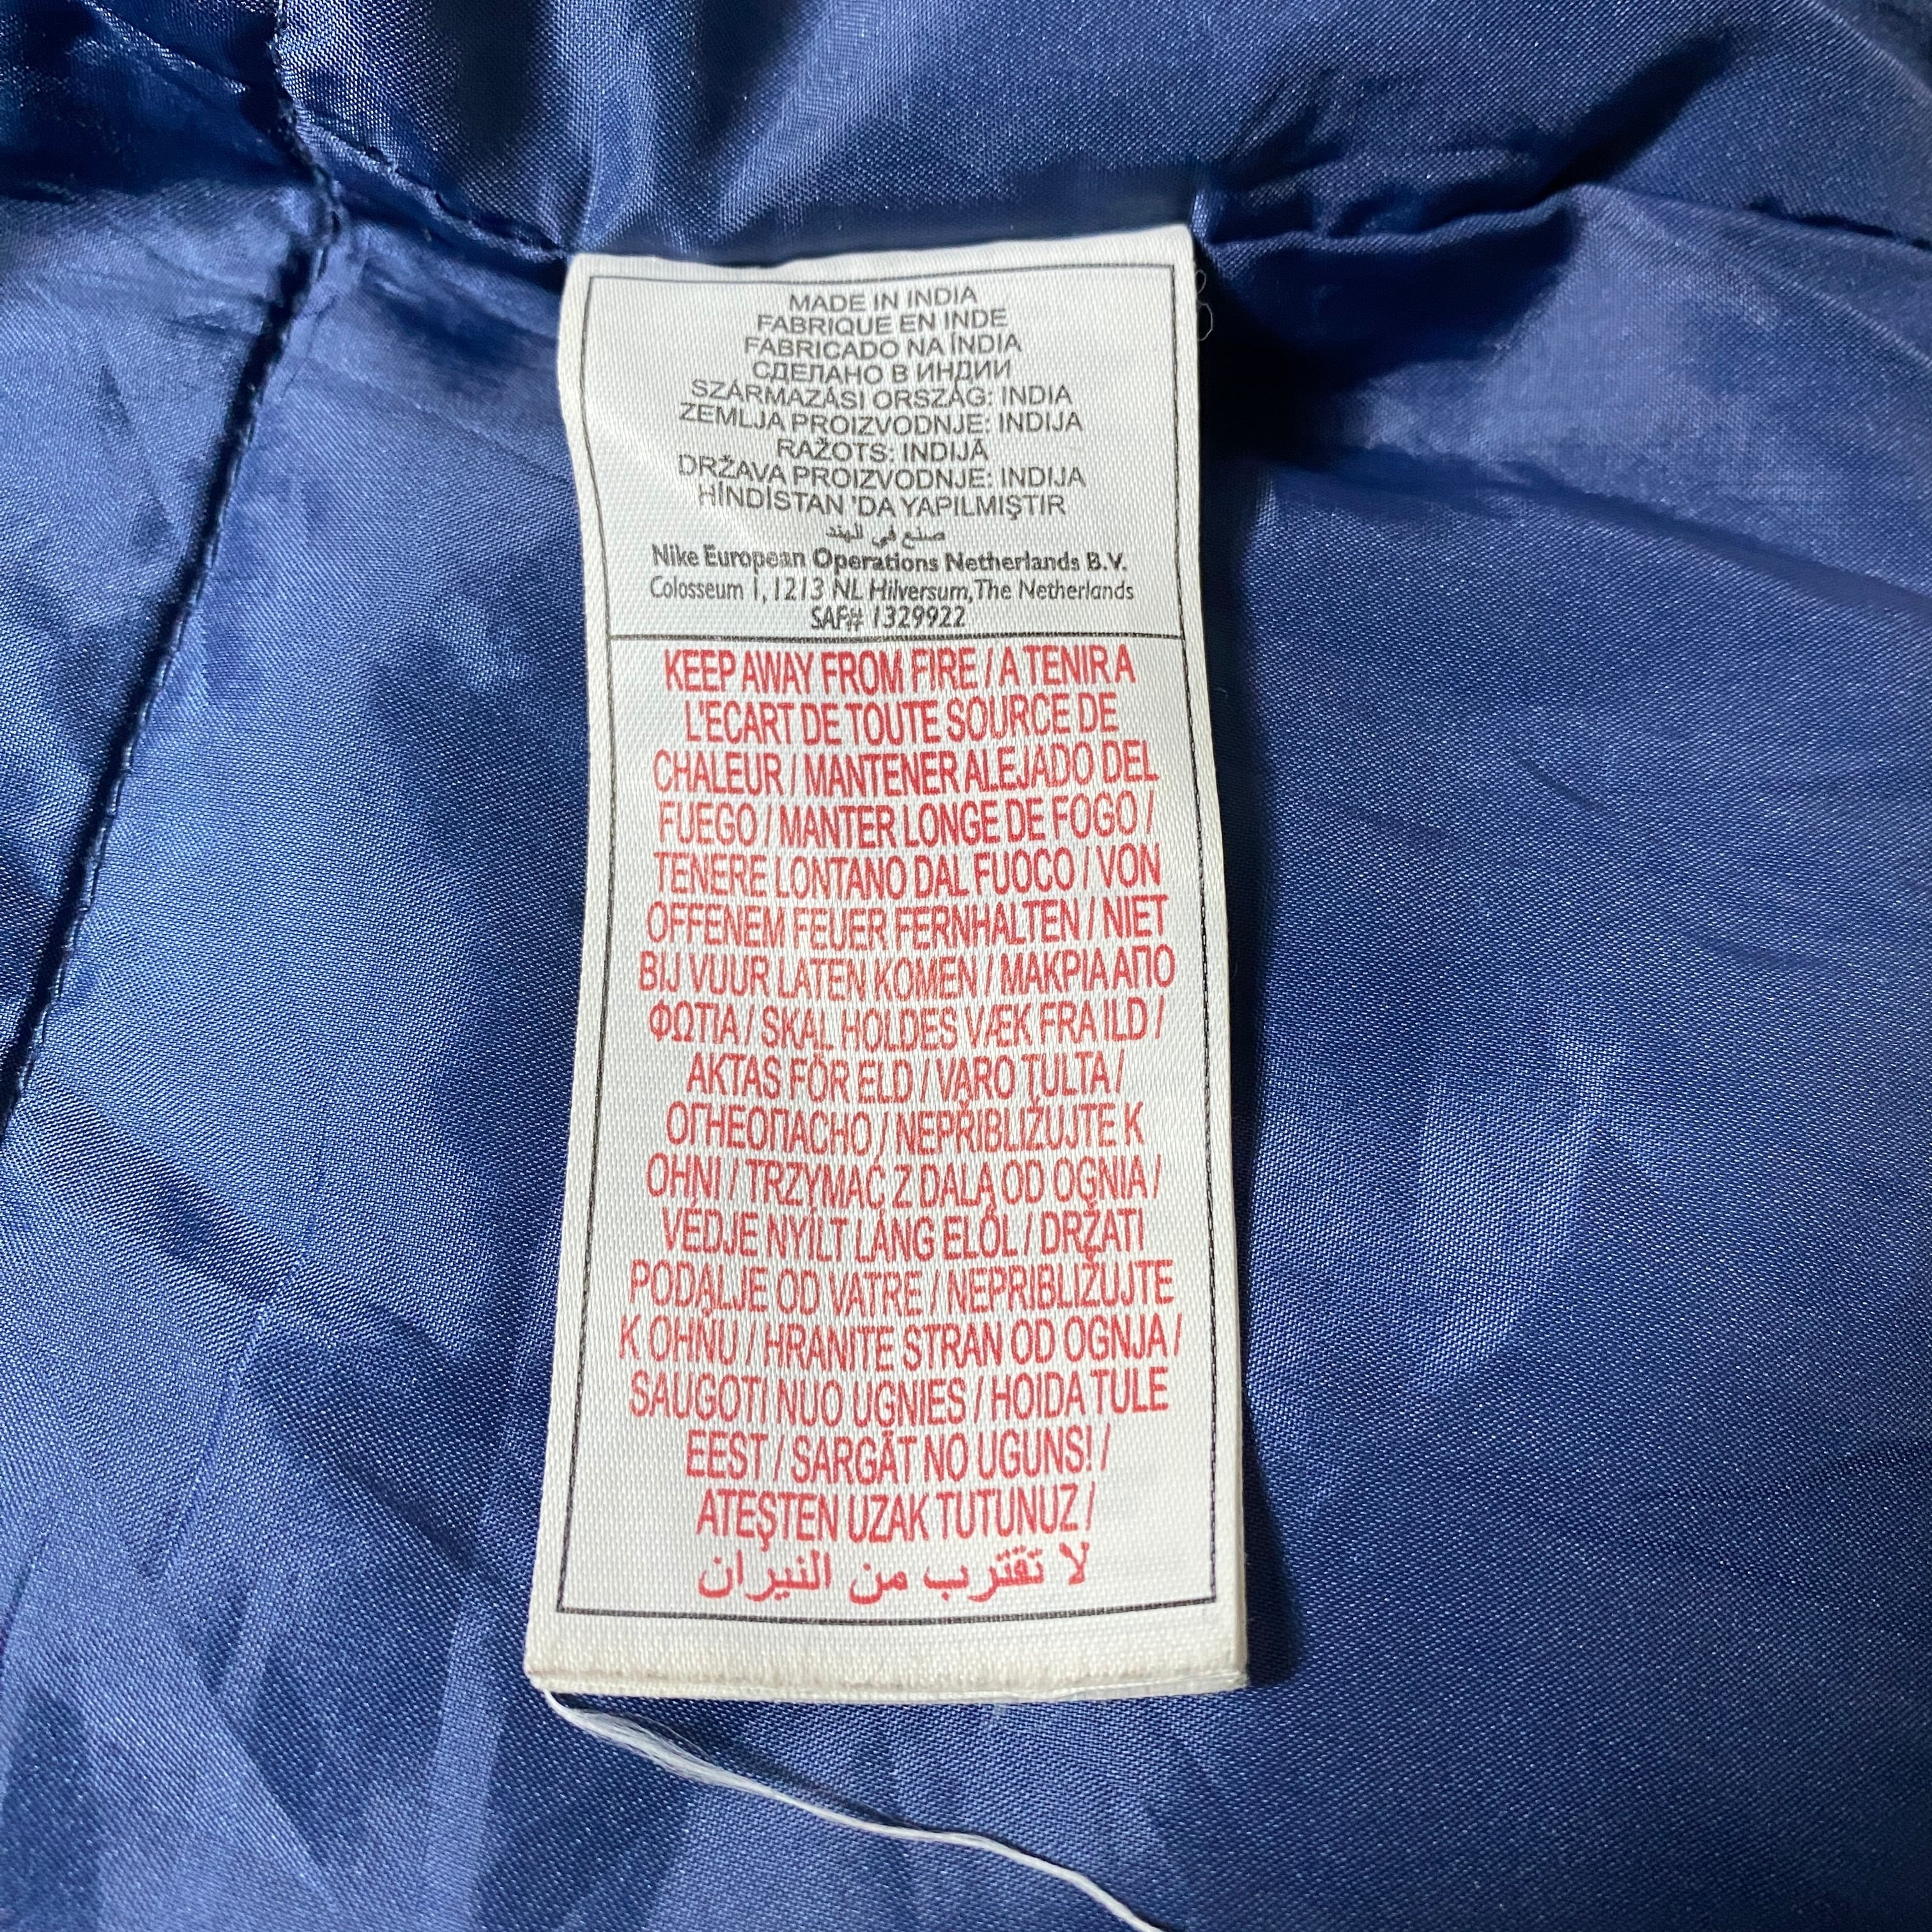 MADE IN INDIA
FABRIQUE EN INDE
FABRICADO NA ÍNDIA
СДЕЛАНО В ИНДИИ
SZÁRMAZÁSI ORSZÁG: INDIA
ZEMLJA PROIZVODNJE: INDIJA
RAŽOTS: INDIJĀ
DRŽAVA PROIZVODNJE: INDIJA
HİNDİSTAN 'DA YAPILMIŞTIR
صنع في الهند
Nike European Operations Netherlands B.V.
Colosseum 1, 1213 NL Hilversum, The Netherlands
SAF# 1329922
KEEP AWAY FROM FIRE / A TENIR A
L'ECART DE TOUTE SOURCE DE
CHALEUR / MANTENER ALEJADO DEL
FUEGO / MANTER LONGE DE FOGO /
TENERE LONTANO DAL FUOCO / VON
OFFENEM FEUER FERNHALTEN / NIET
BIJ VUUR LATEN KOMEN / ΜΑΚΡΙΑ ΑΠΟ
ΦΩΤΙΑ / SKAL HOLDES VÆK FRA ILD /
AKTAS FÖR ELD / VARO TULTA /
ОГНЕОПАСНО / NEPŘIBLIŽUJTE K
OHNI / TRZYMAĆ Z DALA OD OGNIA /
VÉDJE NYÍLT LÁNG ELŐL / DRŽATI
PODALJE OD VATRE / NEPRIBLIŽUJTE
K OHŇU / HRANITE STRAN OD OGNJA /
SAUGOTI NUO UGNIES / HOIDA TULE
EEST / SARGĀT NO UGUNS! /
ATEŞTEN UZAK TUTUNUZ /
لا تقترب من النيران